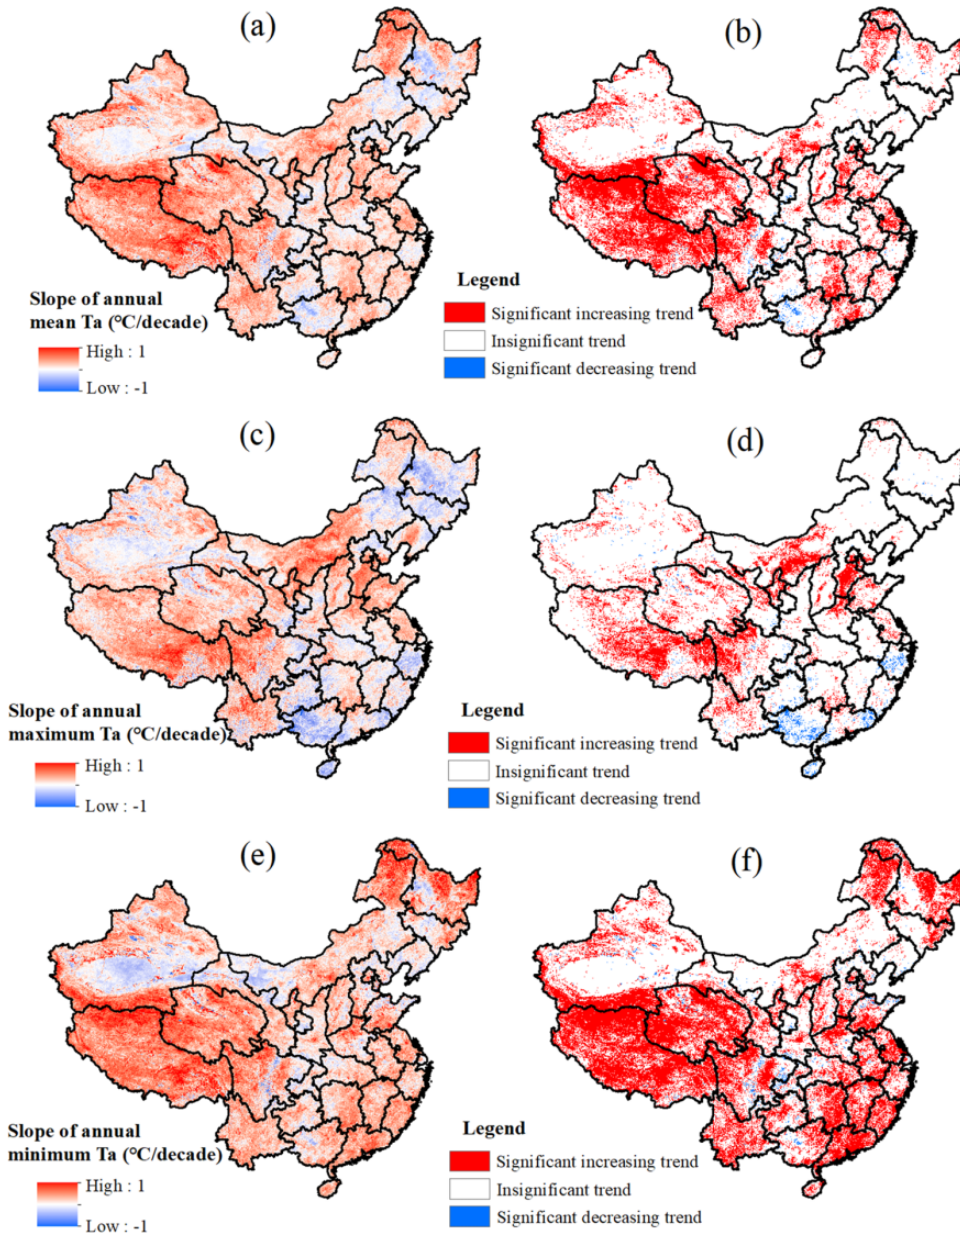 (a)
(b)
Slope of annual
mean Ta (°C/decade)
High : 1
Low : -1
Legend
Significant increasing trend
Insignificant trend
Significant decreasing trend
(c)
(d)
Slope of annual
maximum Ta (°C/decade)
High : 1
Low : -1
Legend
Significant increasing trend
Insignificant trend
Significant decreasing trend
(e)
(f)
Slope of annual
minimum Ta (°C/decade)
High : 1
Low : -1
Legend
Significant increasing trend
Insignificant trend
Significant decreasing trend